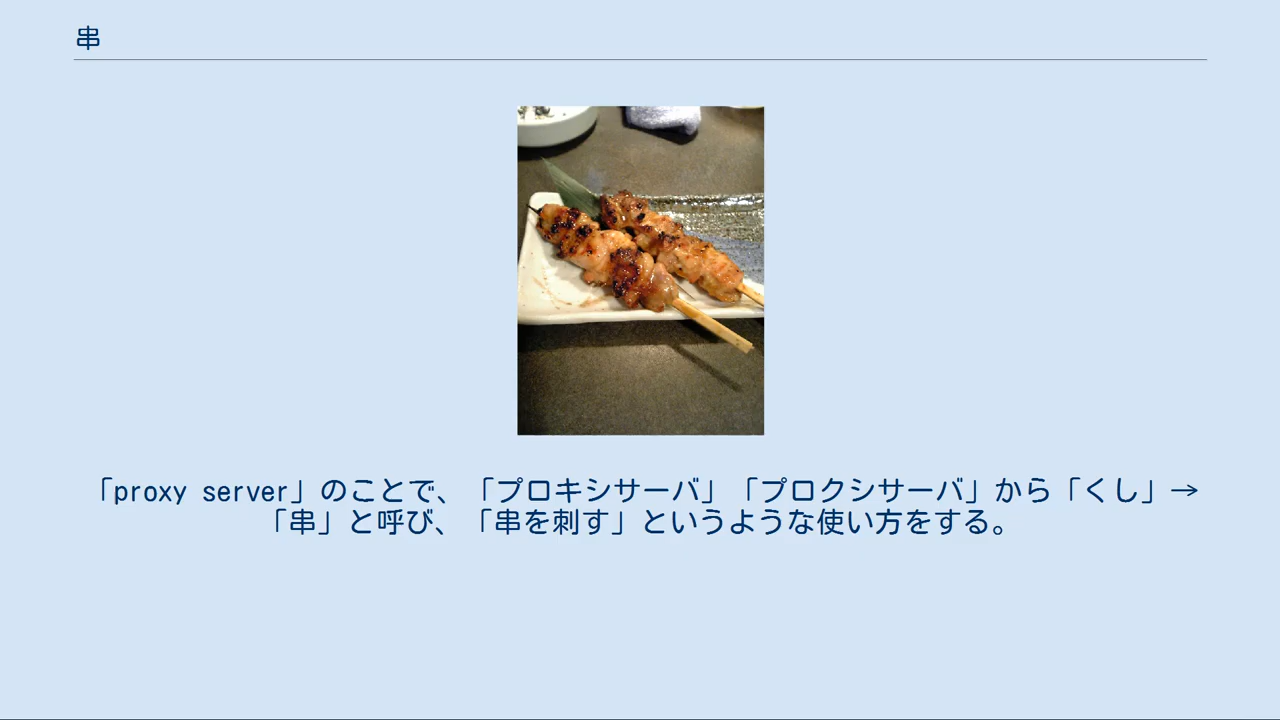 串
「proxy server」のことで、「プロキシサーバ」「プロクシサーバ」から「くし」→
「串」と呼び、「串を刺す」というような使い方をする。